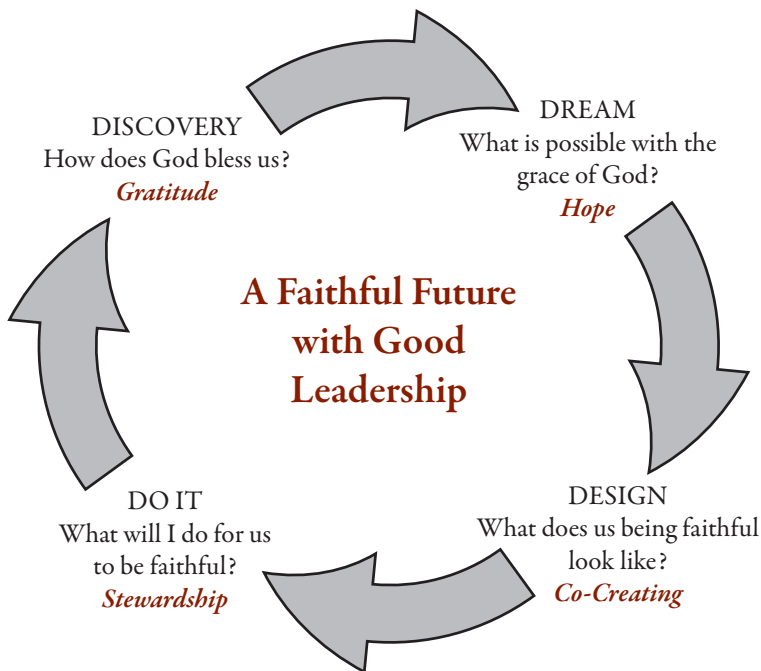 DISCOVERY
How does God bless us?
Gratitude
DREAM
What is possible with the
grace of God?
Hope
A Faithful Future
with Good
Leadership
DESIGN
What does us being faithful
look like?
Co-Creating
DO IT
What will I do for us
to be faithful?
Stewardship